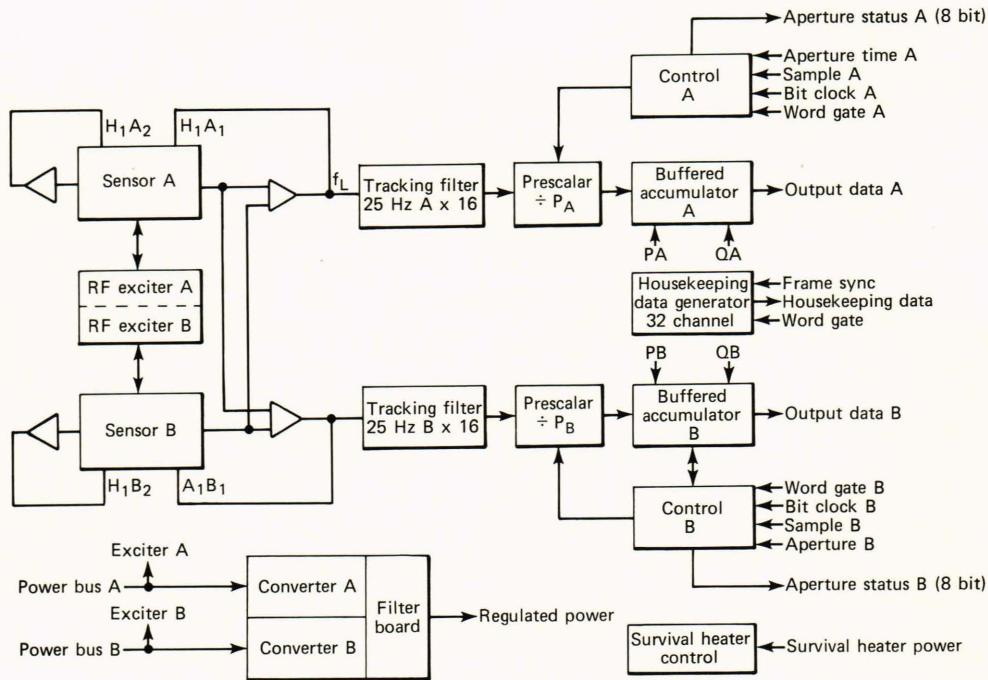 Aperture status A (8 bit)
Control
A
Aperture time A
Sample A
Bit clock A
Word gate A
H₁A₂
H₁A₁
Sensor A
f_L
Tracking filter
25 Hz A x 16
Prescalar
÷ P_A
Buffered
accumulator
A
Output data A
PA
QA
RF exciter A
RF exciter B
Housekeeping
data generator
32 channel
Frame sync
Housekeeping data
Word gate
PB
QB
Sensor B
Tracking filter
25 Hz B x 16
Prescalar
÷ P_B
Buffered
accumulator
B
Output data B
H₁B₂
A₁B₁
Control
B
Word gate B
Bit clock B
Sample B
Aperture B
Aperture status B (8 bit)
Exciter A
Power bus A
Exciter B
Power bus B
Converter A
Converter B
Filter
board
Regulated power
Survival heater
control
Survival heater power